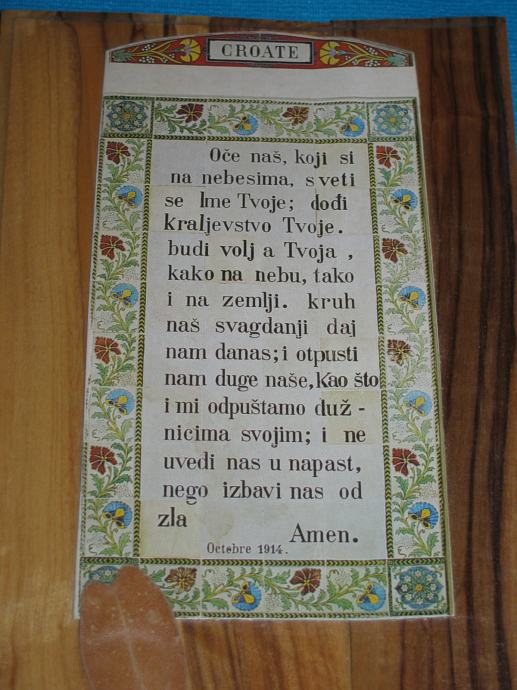 CROATE
Oče naš, koji si
na nebesima, sveti
se Ime Tvoje; dođi
kraljevstvo Tvoje.
budi volj a Tvoja ,
kako na nebu, tako
i na zemlji. kruh
naš svagdanji daj
nam danas; i otpusti
nam duge naše, kao što
i mi odpuštamo duž -
nicima svojim; i ne
uvedi nas u napast,
nego izbavi nas od
zla
Amen.
Octebre 1914.